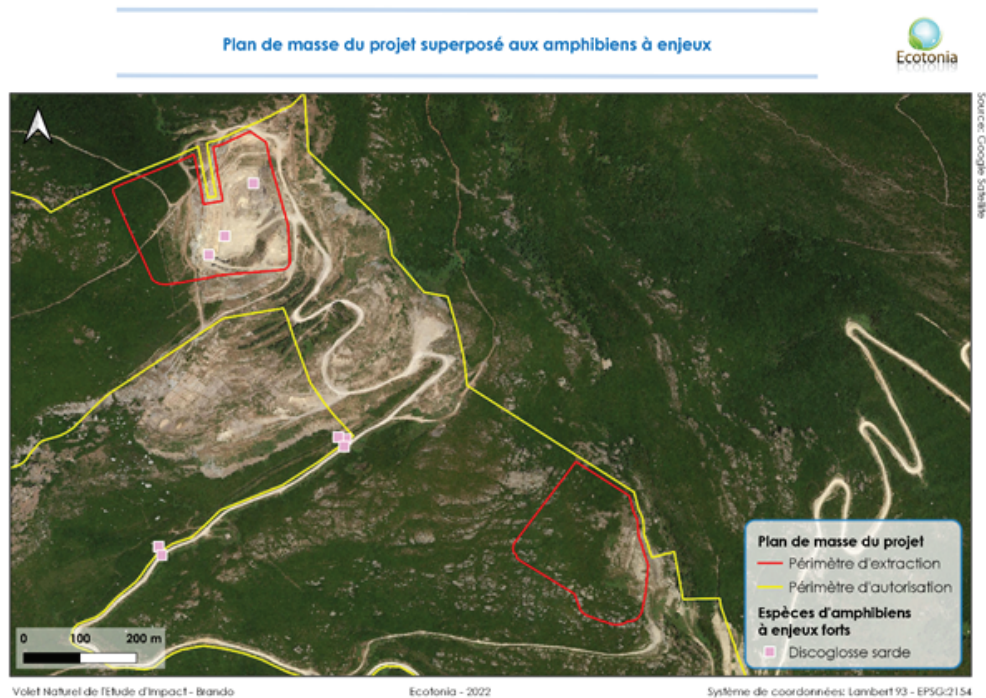 Plan de masse du projet superposé aux amphibiens à enjeux
Ecotonia
Source: Google Satellite
Plan de masse du projet
Périmètre d'extraction
Périmètre d'autorisation
Espèces d'amphibiens
à enjeux forts
Discoglosse sarde
0 100 200 m
Volet Naturel de l'Etude d'Impact - Brando
Ecotonia - 2022
Système de coordonnées: Lambert 93 - EPSG:2154